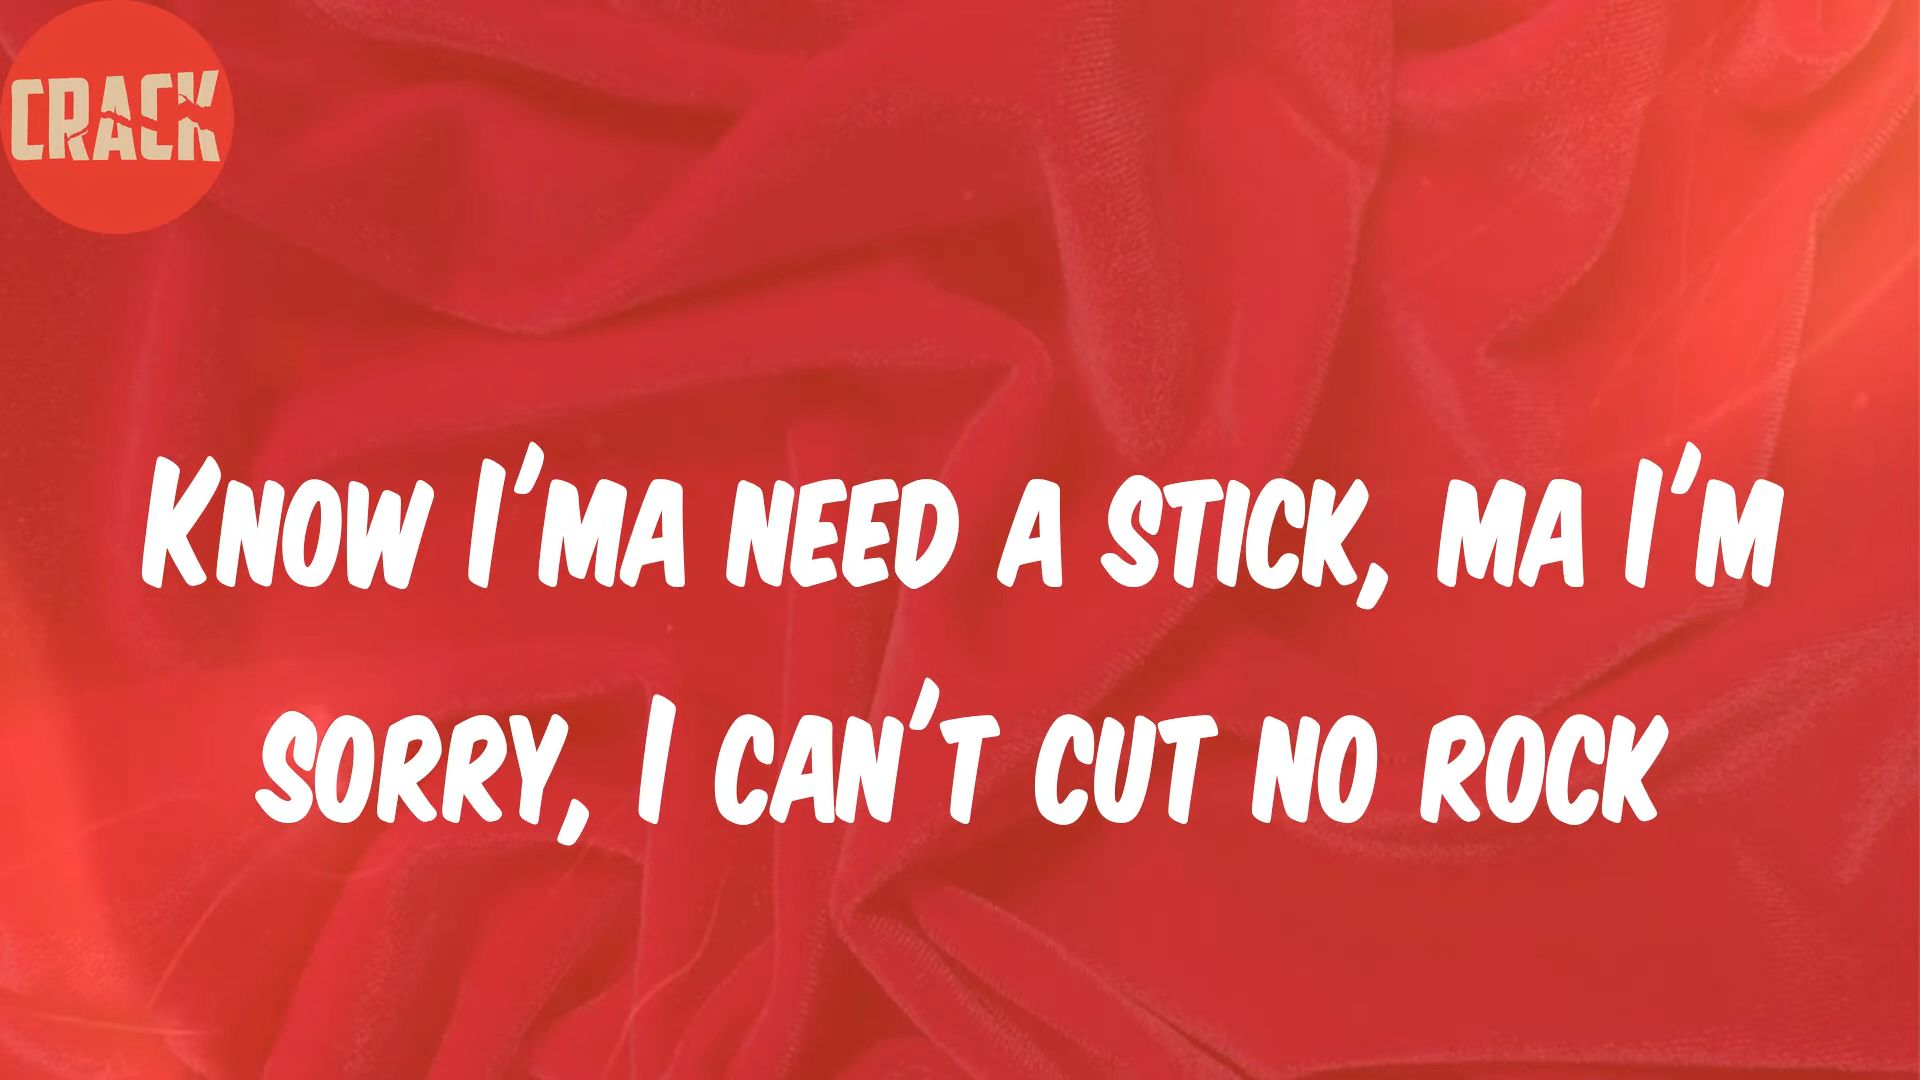 CRACK
KNOW I'MA NEED A STICK, MA I'M
SORRY, I CAN'T CUT NO ROCK